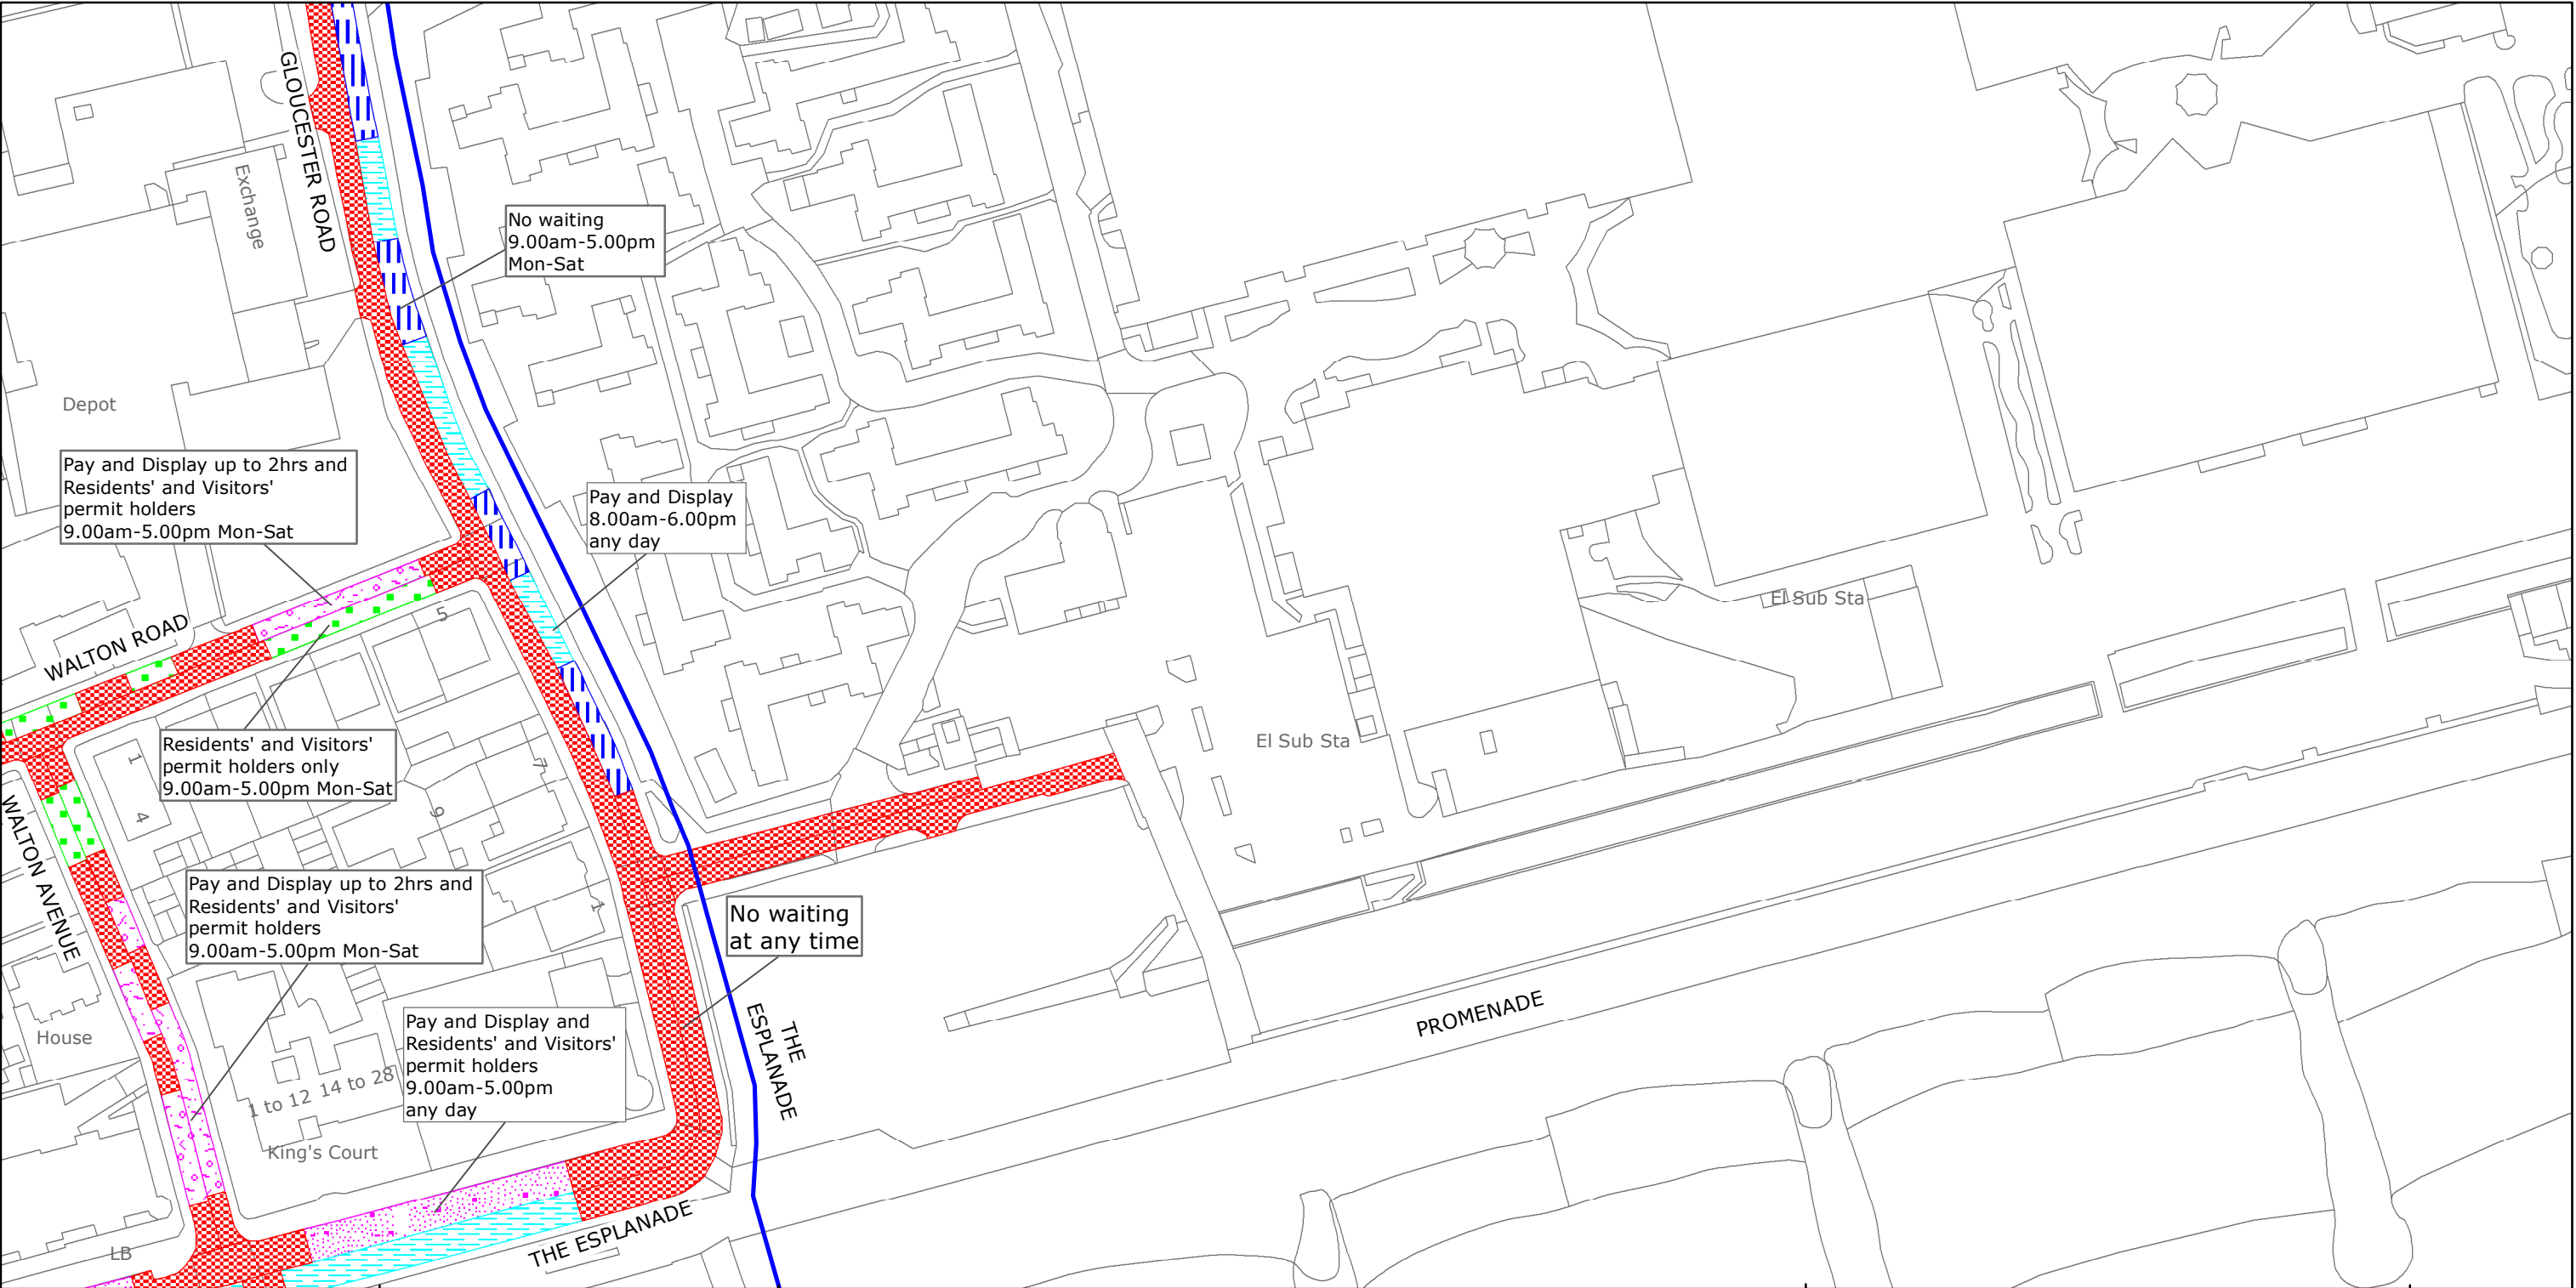 GLOUCESTER ROAD
Exchange
No waiting
9.00am-5.00pm
Mon-Sat
Depot
Pay and Display up to 2hrs and
Residents' and Visitors'
permit holders
9.00am-5.00pm Mon-Sat
Pay and Display
8.00am-6.00pm
any day
WALTON ROAD
5
El Sub Sta
El Sub Sta
Residents' and Visitors'
permit holders only
9.00am-5.00pm Mon-Sat
1
4
7
9
1
WALTON AVENUE
Pay and Display up to 2hrs and
Residents' and Visitors'
permit holders
9.00am-5.00pm Mon-Sat
No waiting
at any time
THE
ESPLANADE
PROMENADE
House
Pay and Display and
Residents' and Visitors'
permit holders
9.00am-5.00pm
any day
1 to 12 14 to 28
King's Court
THE ESPLANADE
LB